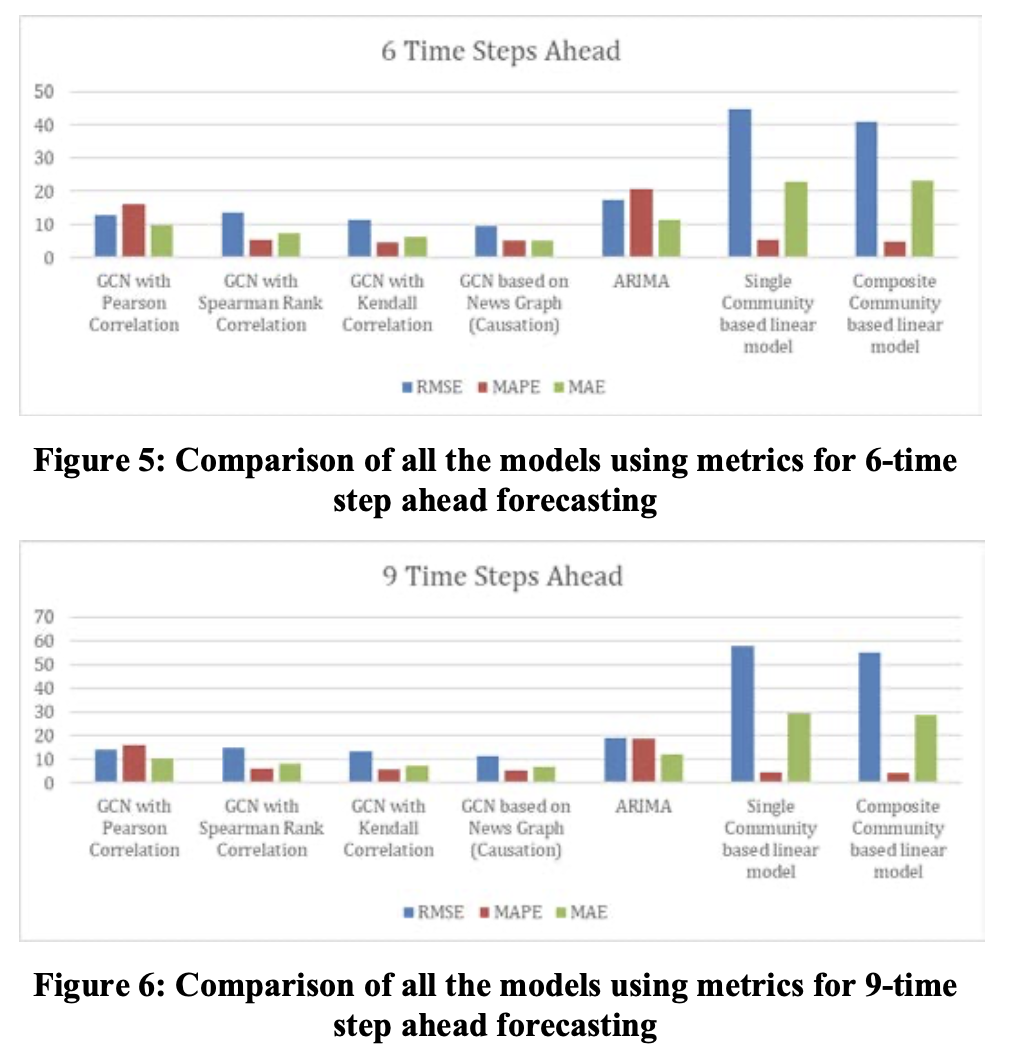 6 Time Steps Ahead
50
40
30
20
10
0
GCN with
Pearson
Correlation
GCN with
Spearman Rank
Correlation
GCN with
Kendall
Correlation
GCN based on
News Graph
(Causation)
ARIMA
Single
Community
based linear
model
Composite
Community
based linear
model
RMSE MAPE MAE
Figure 5: Comparison of all the models using metrics for 6-time
step ahead forecasting
9 Time Steps Ahead
70
60
50
40
30
20
10
0
GCN with
Pearson
Correlation
GCN with
Spearman Rank
Correlation
GCN with
Kendall
Correlation
GCN based on
News Graph
(Causation)
ARIMA
Single
Community
based linear
model
Composite
Community
based linear
model
RMSE MAPE MAE
Figure 6: Comparison of all the models using metrics for 9-time
step ahead forecasting